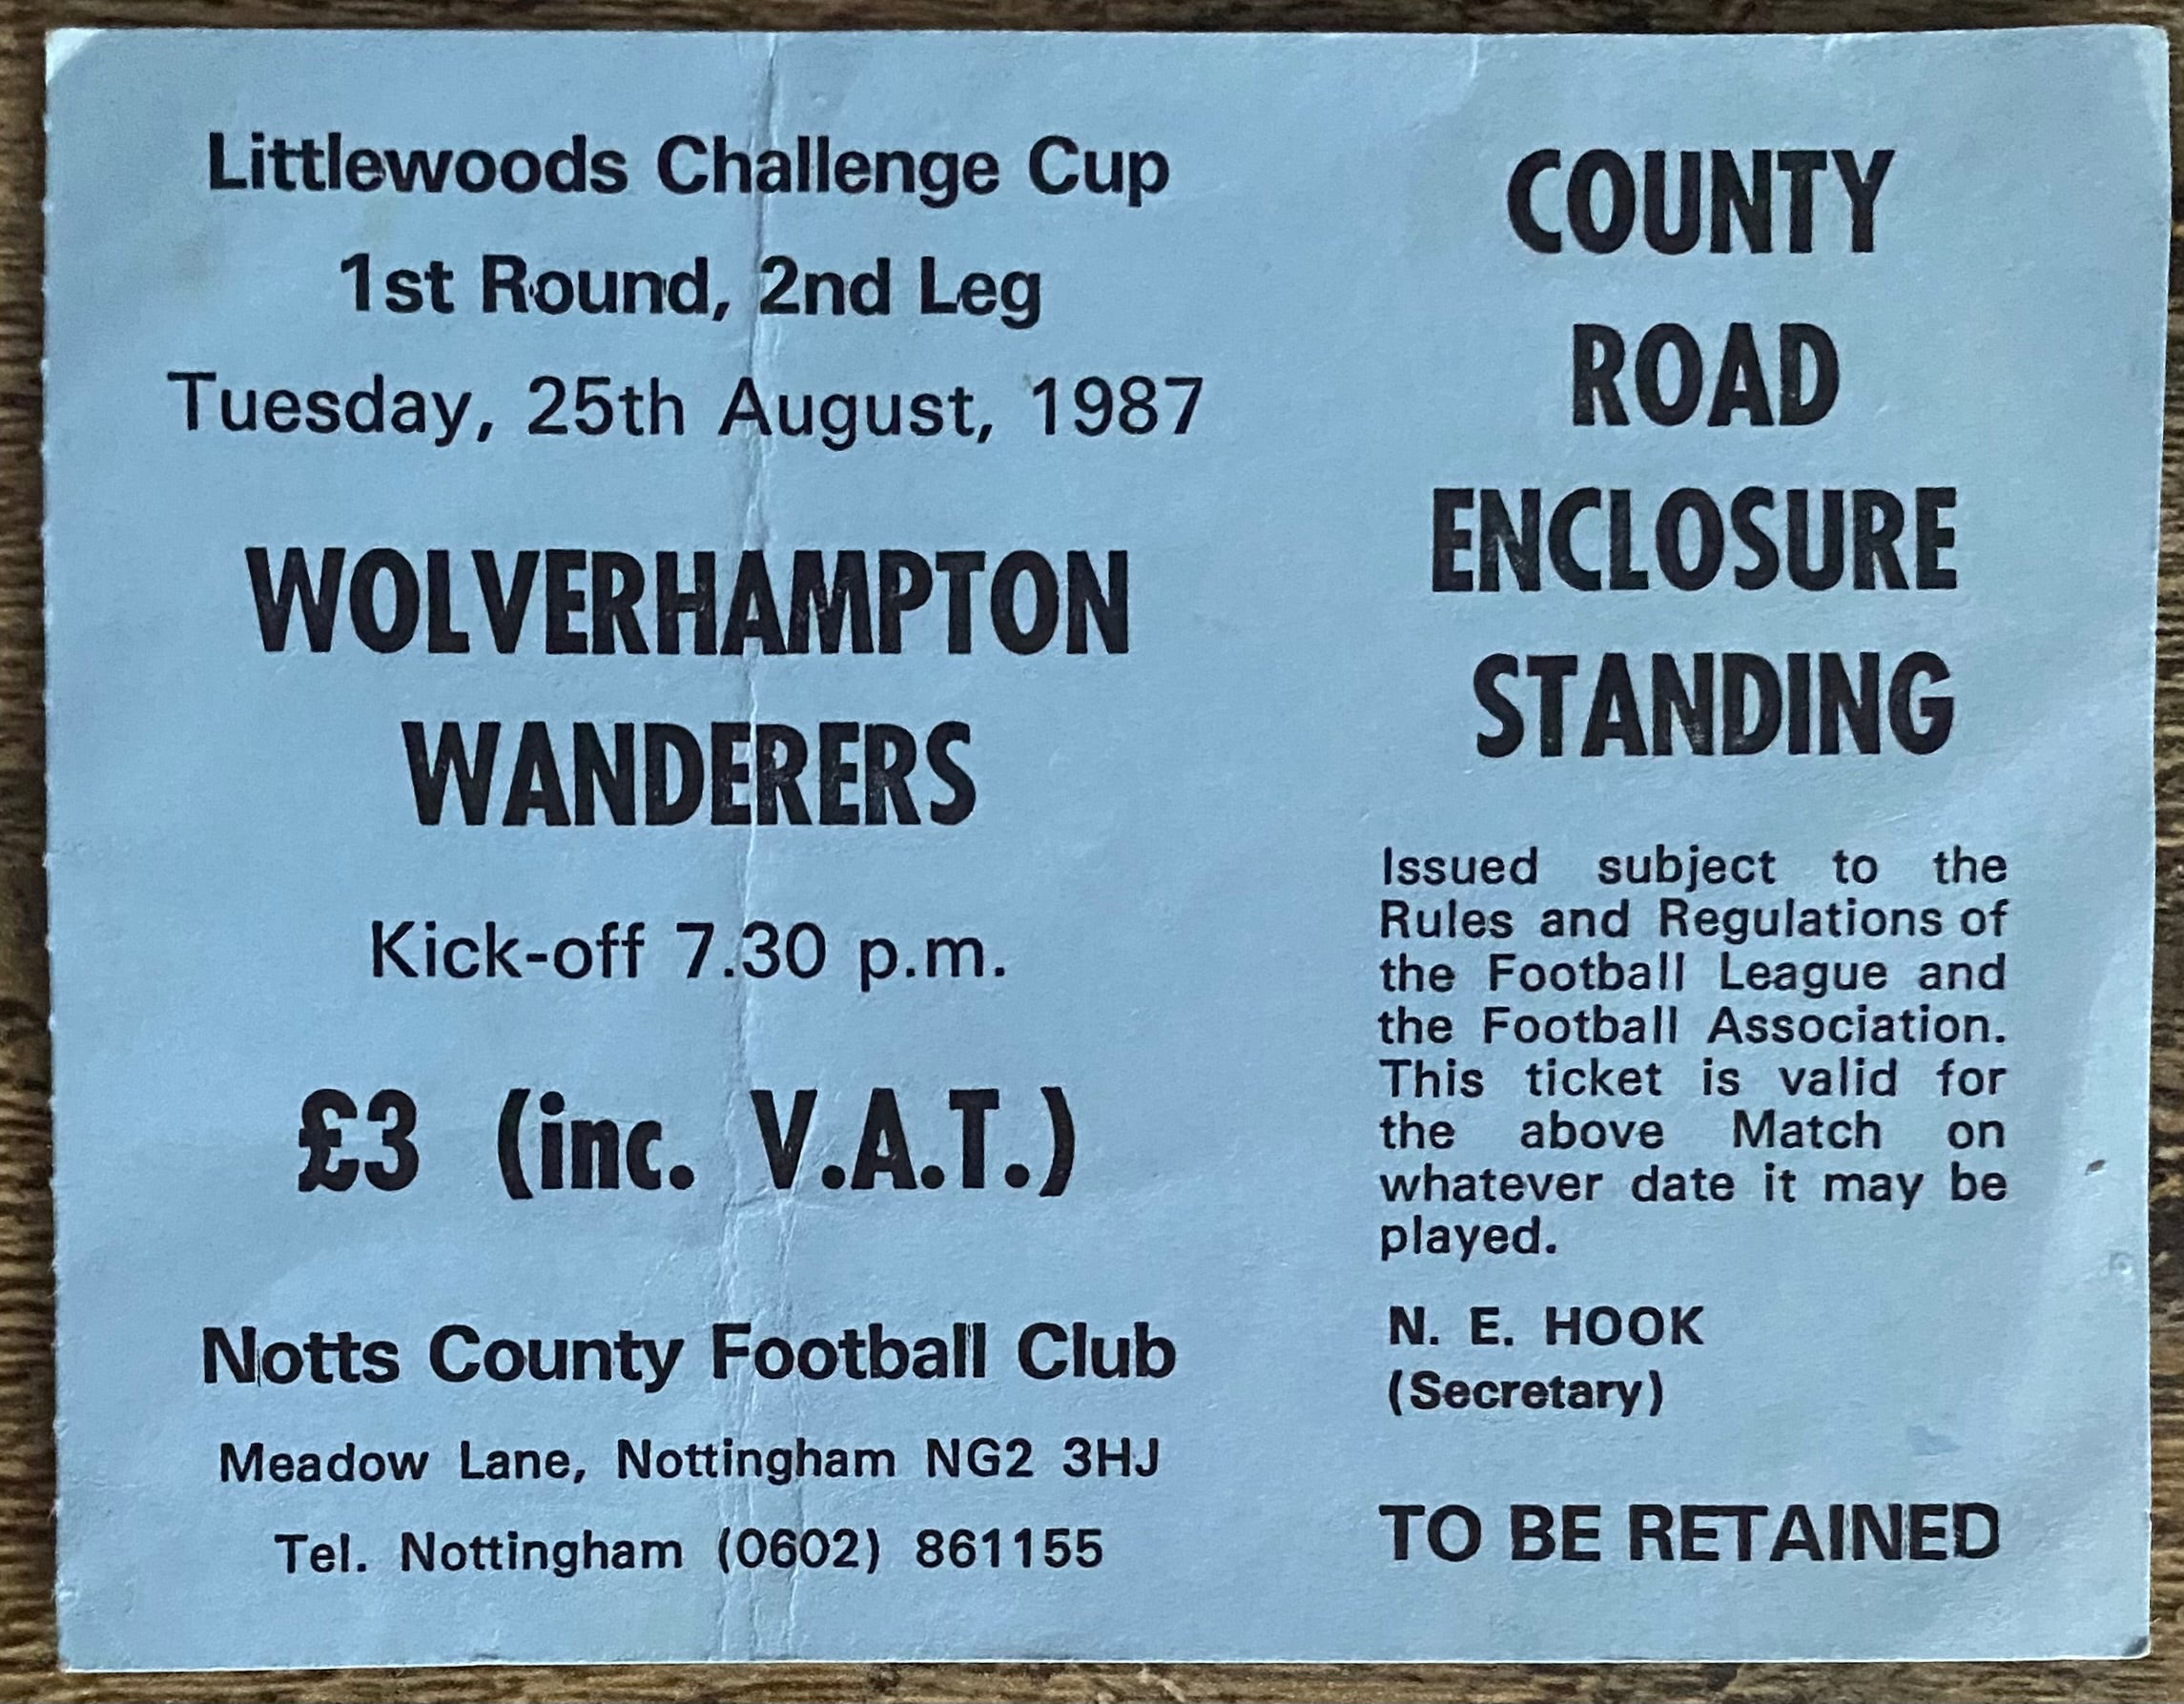 Littlewoods Challenge Cup
1st Round, 2nd Leg
Tuesday, 25th August, 1987
WOLVERHAMPTON
WANDERERS
Kick-off 7.30 p.m.
£3 (inc. V.A.T.)
Notts County Football Club
Meadow Lane, Nottingham NG2 3HJ
Tel. Nottingham (0602) 861155
COUNTY
ROAD
ENCLOSURE
STANDING
Issued subject to the
Rules and Regulations of
the Football League and
the Football Association.
This ticket is valid for
the above Match on
whatever date it may be
played.
N. E. HOOK
(Secretary)
TO BE RETAINED